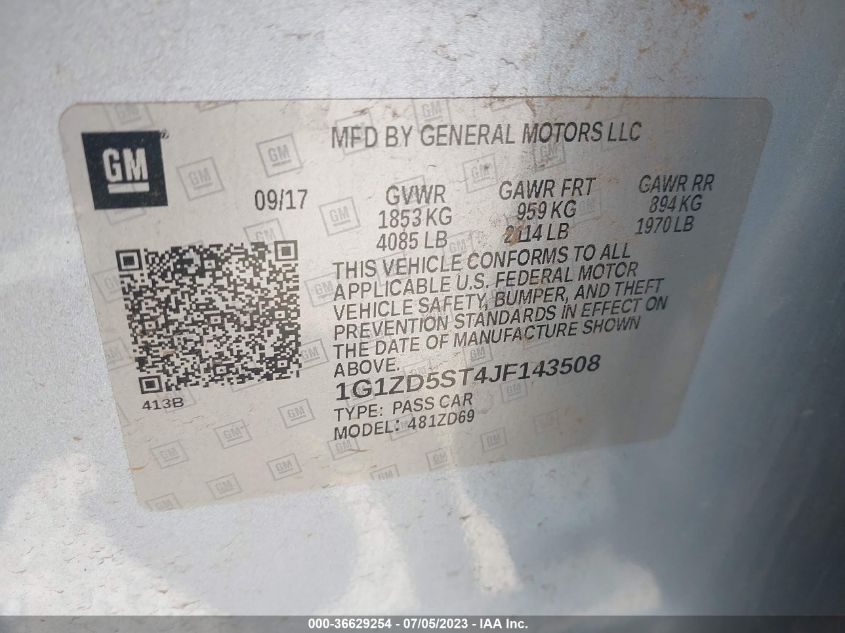 GM
MFD BY GENERAL MOTORS LLC
09/17
GVWR GAWR FRT GAWR RR
1853 KG 959 KG 894 KG
4085 LB 2114 LB 1970 LB
THIS VEHICLE CONFORMS TO ALL
APPLICABLE U.S. FEDERAL MOTOR
VEHICLE SAFETY, BUMPER, AND THEFT
PREVENTION STANDARDS IN EFFECT ON
THE DATE OF MANUFACTURE SHOWN
ABOVE.
1G1ZD5ST4JF143508
413B
TYPE: PASS CAR
MODEL: 481ZD69
000-36629254 - 07/05/2023 - IAA Inc.